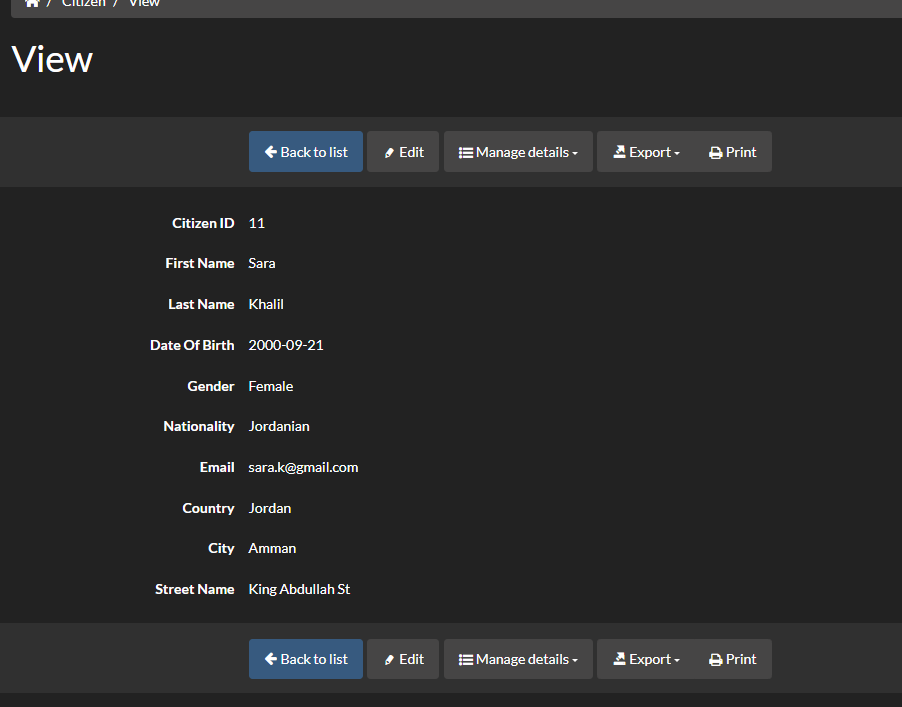 / Citizen / View
View
Back to list Edit Manage details Export Print
Citizen ID 11
First Name Sara
Last Name Khalil
Date Of Birth 2000-09-21
Gender Female
Nationality Jordanian
Email sara.k@gmail.com
Country Jordan
City Amman
Street Name King Abdullah St
Back to list Edit Manage details Export Print